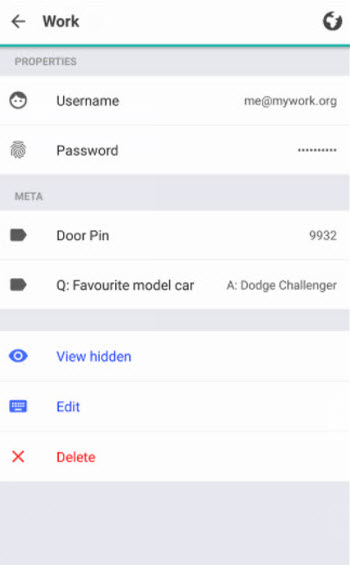 Work
PROPERTIES
Username me@mywork.org
Password ••••••••••
META
Door Pin 9932
Q: Favourite model car A: Dodge Challenger
View hidden
Edit
Delete